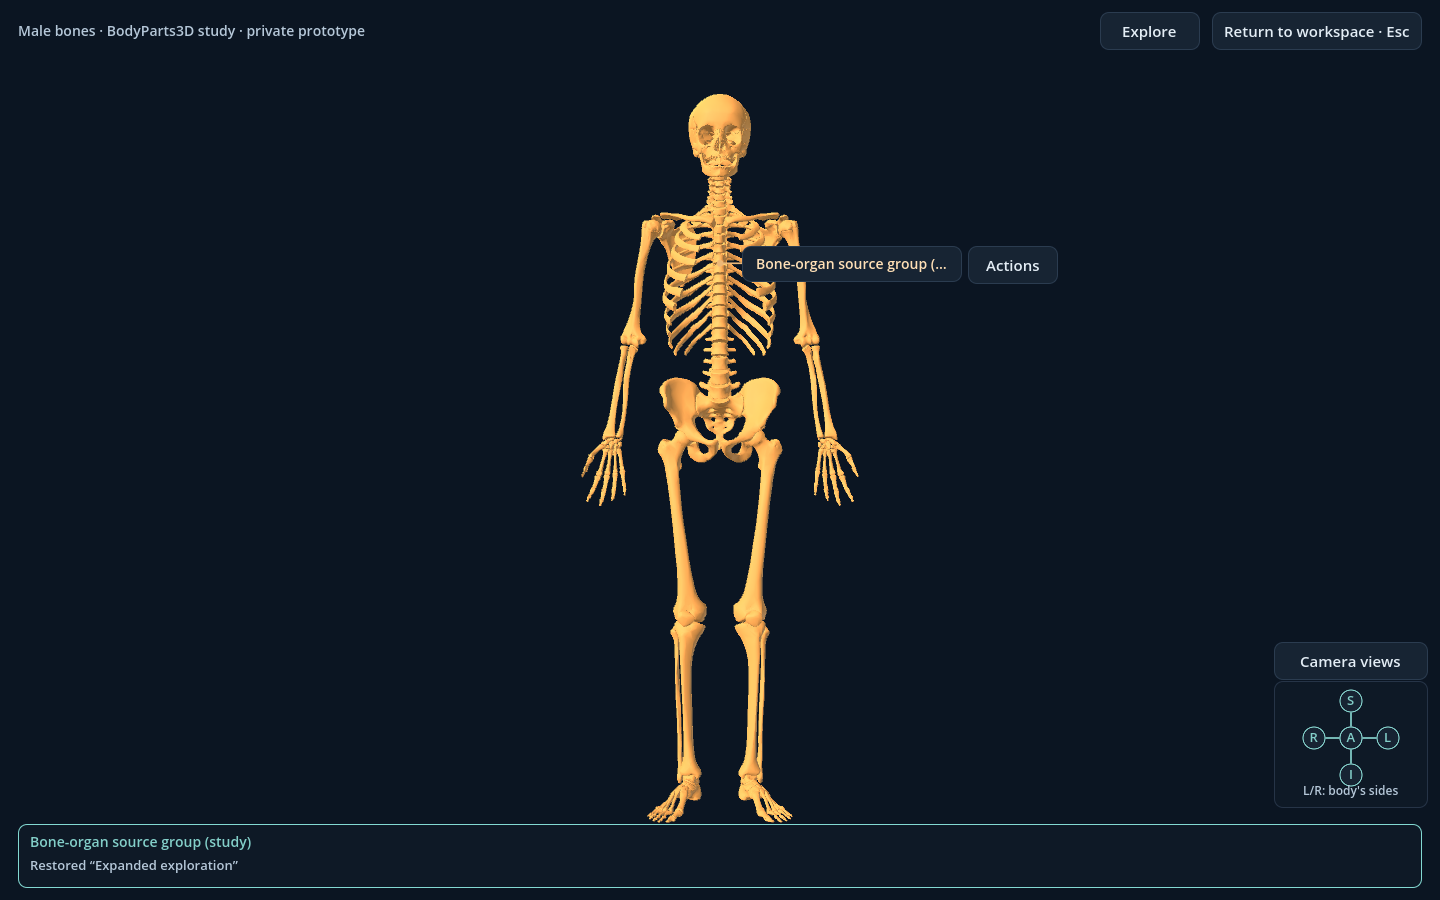 Male bones · BodyParts3D study · private prototype
Explore
Return to workspace · Esc
Bone-organ source group (...
Actions
Camera views
S
R
A
L
I
L/R: body's sides
Bone-organ source group (study)
Restored “Expanded exploration”